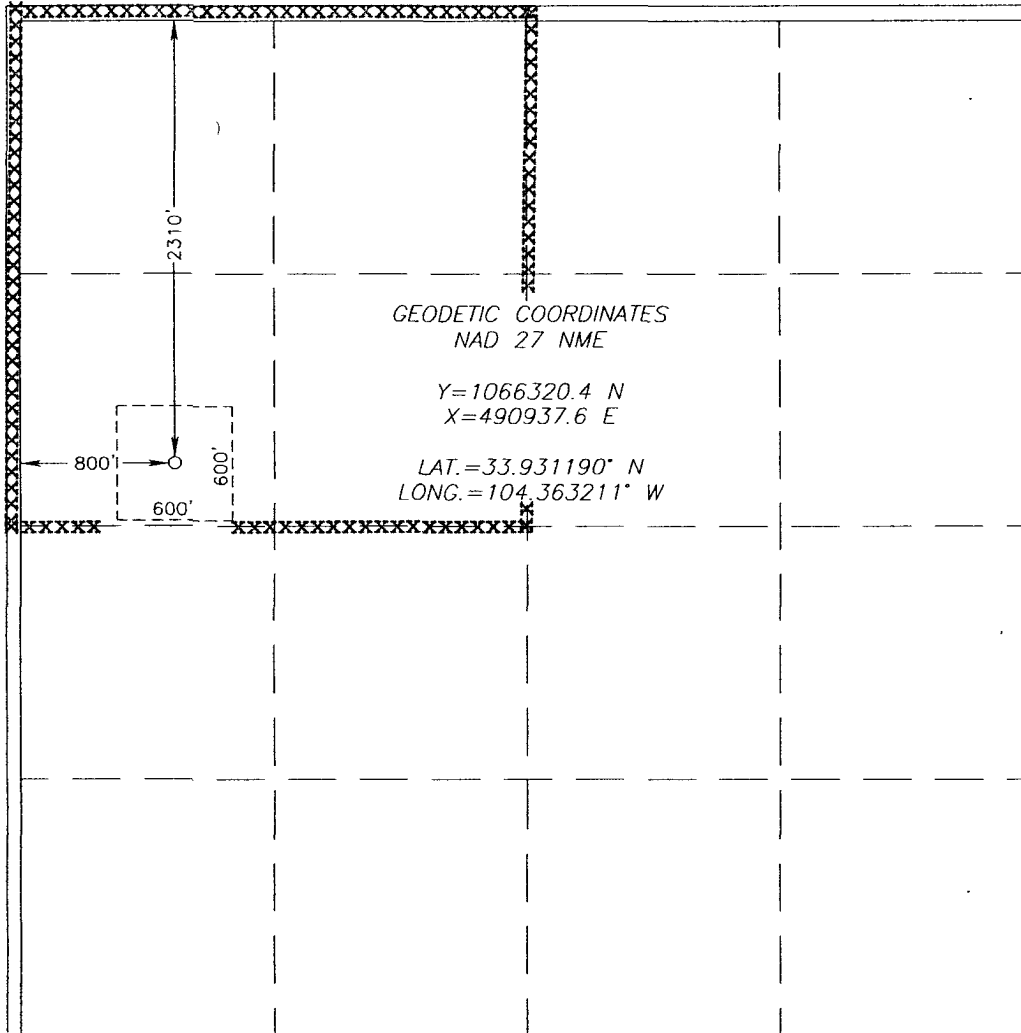 2310'
GEODETIC COORDINATES
NAD 27 NME
Y=1066320.4 N
X=490937.6 E
LAT.=33.931190° N
LONG.=104.363211° W
800'
600'
600'